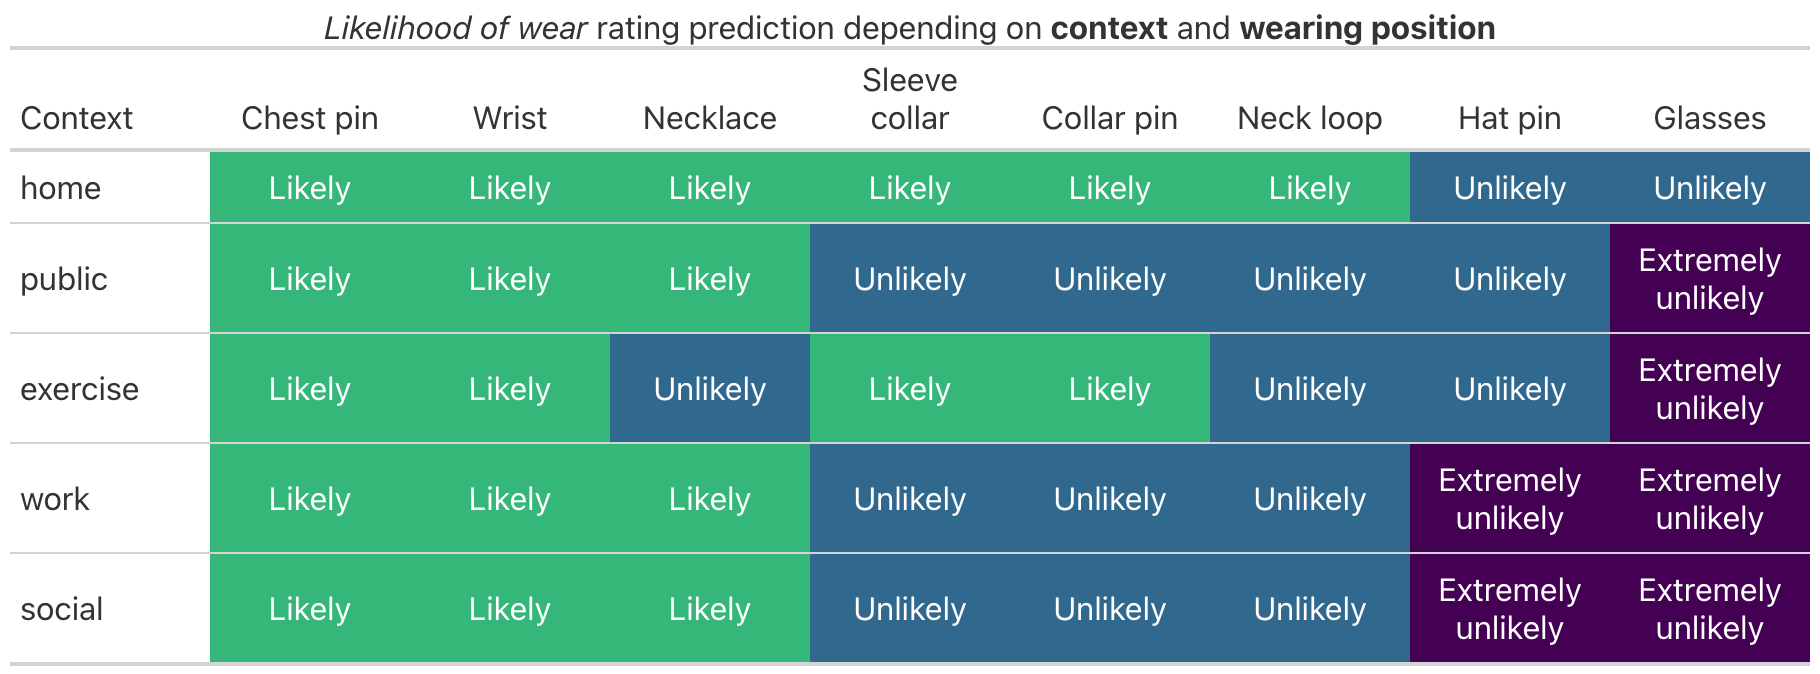 Likelihood of wear rating prediction depending on context and wearing position
Context Chest pin Wrist Necklace Sleeve collar Collar pin Neck loop Hat pin Glasses
home Likely Likely Likely Likely Likely Likely Unlikely Unlikely
public Likely Likely Likely Unlikely Unlikely Unlikely Unlikely Extremely unlikely
exercise Likely Likely Unlikely Likely Likely Unlikely Unlikely Extremely unlikely
work Likely Likely Likely Unlikely Unlikely Unlikely Extremely unlikely Extremely unlikely
social Likely Likely Likely Unlikely Unlikely Unlikely Extremely unlikely Extremely unlikely